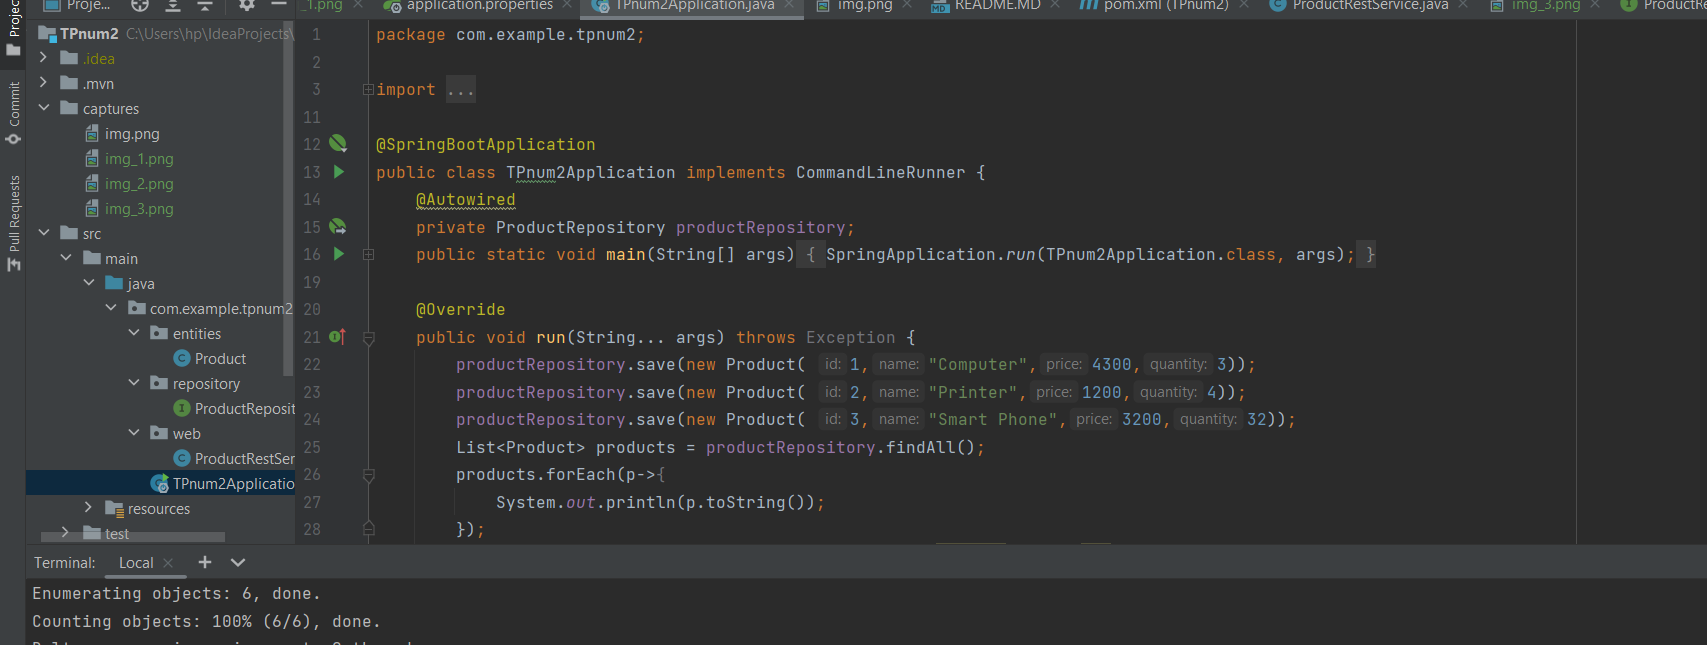 Proje...
_1.png
application.properties
TPnum2Application.java
img.png
README.MD
pom.xml (TPnum2)
ProductRestService.java
img_3.png
ProductRe
Project
Commit
Pull Requests
TPnum2 C:\Users\hp\IdeaProjects\
.idea
.mvn
captures
img.png
img_1.png
img_2.png
img_3.png
src
main
java
com.example.tpnum2
entities
Product
repository
ProductReposit
web
ProductRestSer
TPnum2Applicatio
resources
test
1 package com.example.tpnum2;
2
3 import ...
11
12 @SpringBootApplication
13 public class TPnum2Application implements CommandLineRunner {
14 @Autowired
15 private ProductRepository productRepository;
16 public static void main(String[] args) { SpringApplication.run(TPnum2Application.class, args); }
19
20 @Override
21 public void run(String... args) throws Exception {
22 productRepository.save(new Product( id: 1, name: "Computer", price: 4300, quantity: 3));
23 productRepository.save(new Product( id: 2, name: "Printer", price: 1200, quantity: 4));
24 productRepository.save(new Product( id: 3, name: "Smart Phone", price: 3200, quantity: 32));
25 List<Product> products = productRepository.findAll();
26 products.forEach(p->{
27 System.out.println(p.toString());
28 });
Terminal: Local
Enumerating objects: 6, done.
Counting objects: 100% (6/6), done.